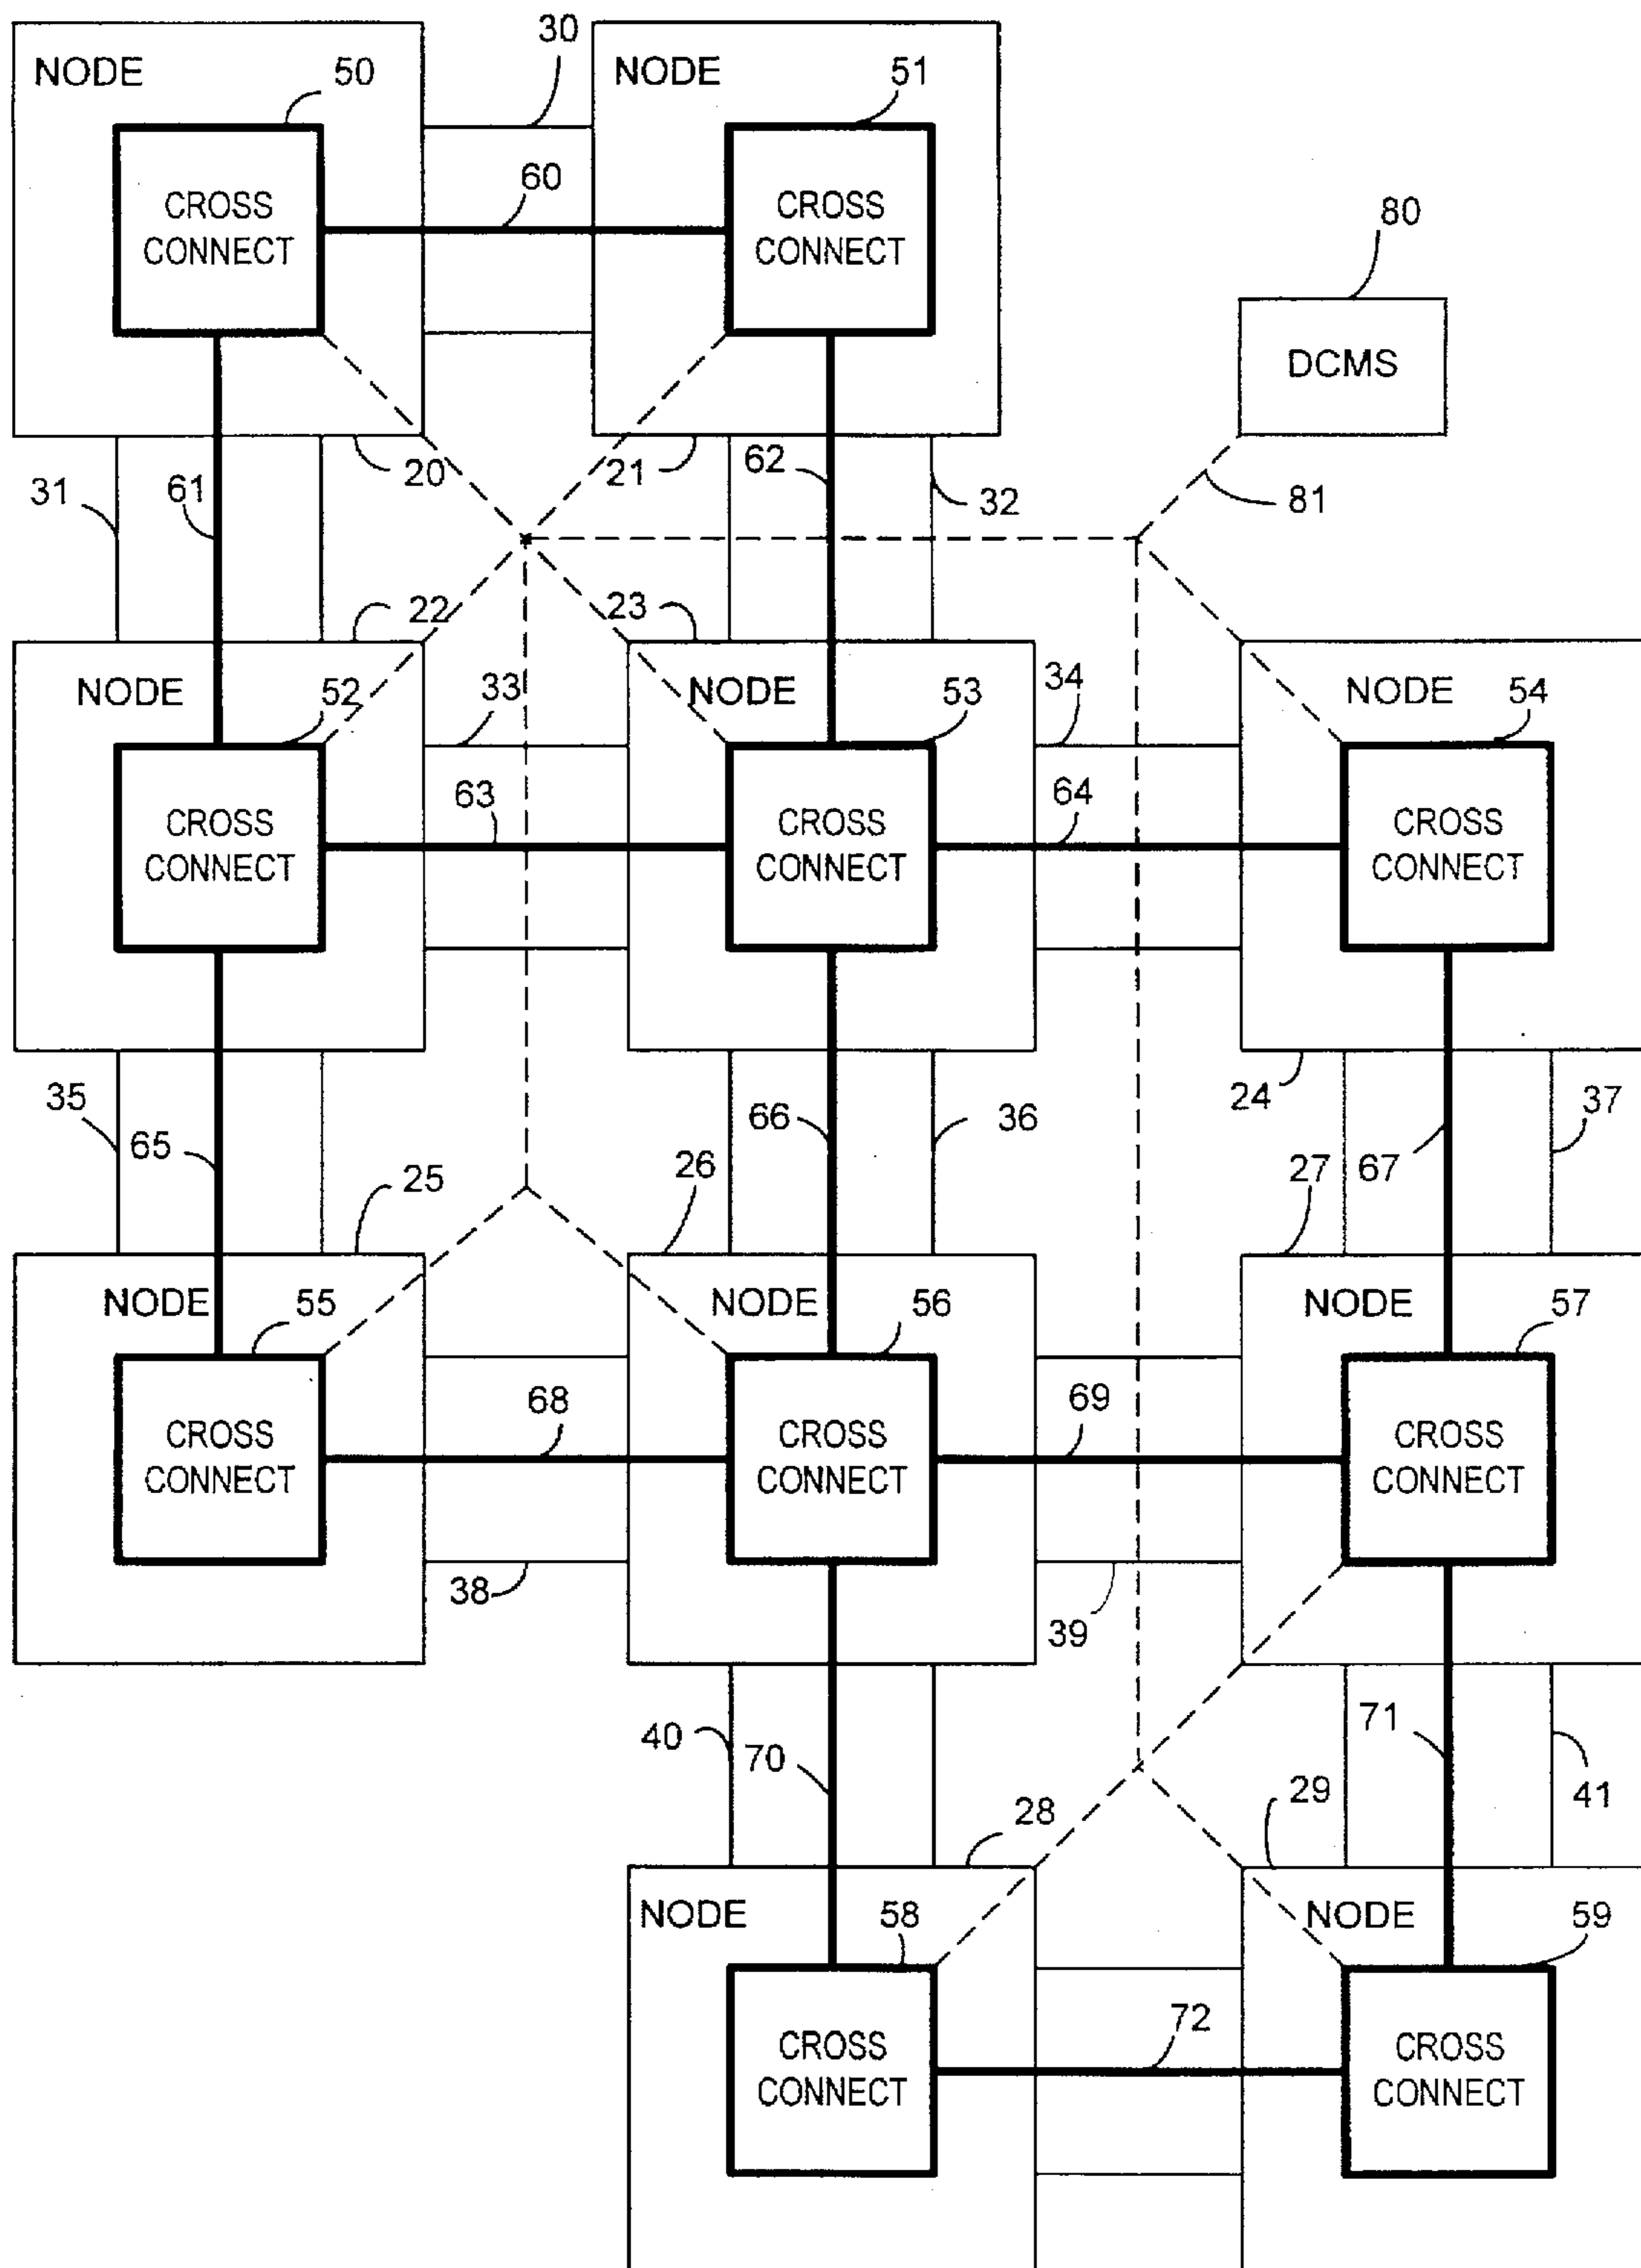 30
NODE
50
NODE
51
60
CROSS
CONNECT
CROSS
CONNECT
80
DCMS
20
21
62
31
61
32
81
22
23
NODE
52
33
NODE
53
34
NODE
54
63
64
CROSS
CONNECT
CROSS
CONNECT
CROSS
CONNECT
35
65
66
36
24
37
25
26
27
67
NODE
55
NODE
56
NODE
57
68
69
CROSS
CONNECT
CROSS
CONNECT
CROSS
CONNECT
38
39
40
70
71
41
28
29
NODE
58
NODE
59
72
CROSS
CONNECT
CROSS
CONNECT